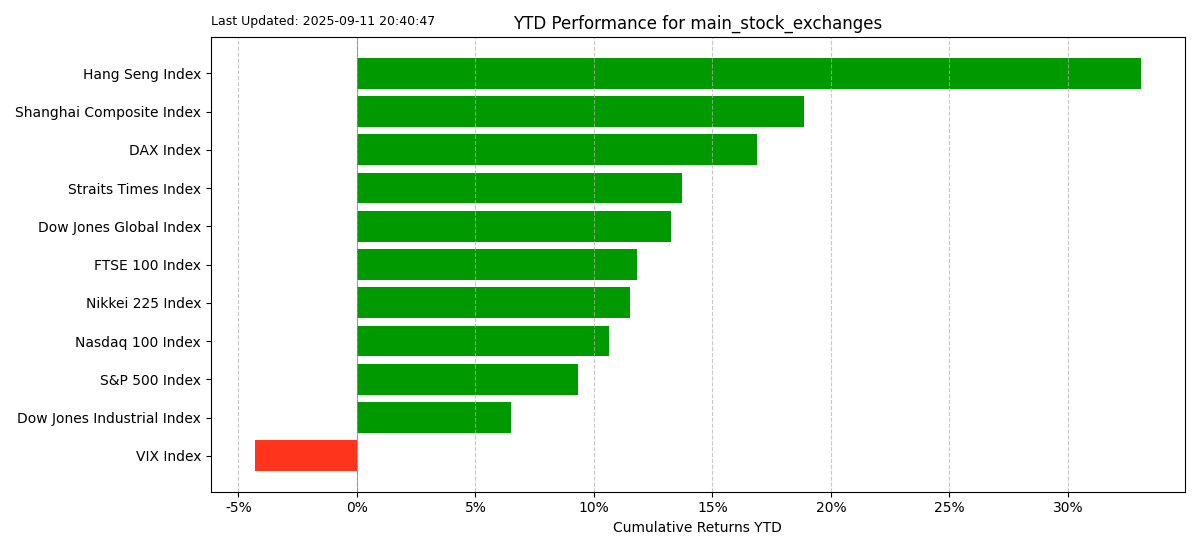 Last Updated: 2025-09-11 20:40:47
YTD Performance for main_stock_exchanges
Hang Seng Index
Shanghai Composite Index
DAX Index
Straits Times Index
Dow Jones Global Index
FTSE 100 Index
Nikkei 225 Index
Nasdaq 100 Index
S&P 500 Index
Dow Jones Industrial Index
VIX Index
-5% 0% 5% 10% 15% 20% 25% 30%
Cumulative Returns YTD